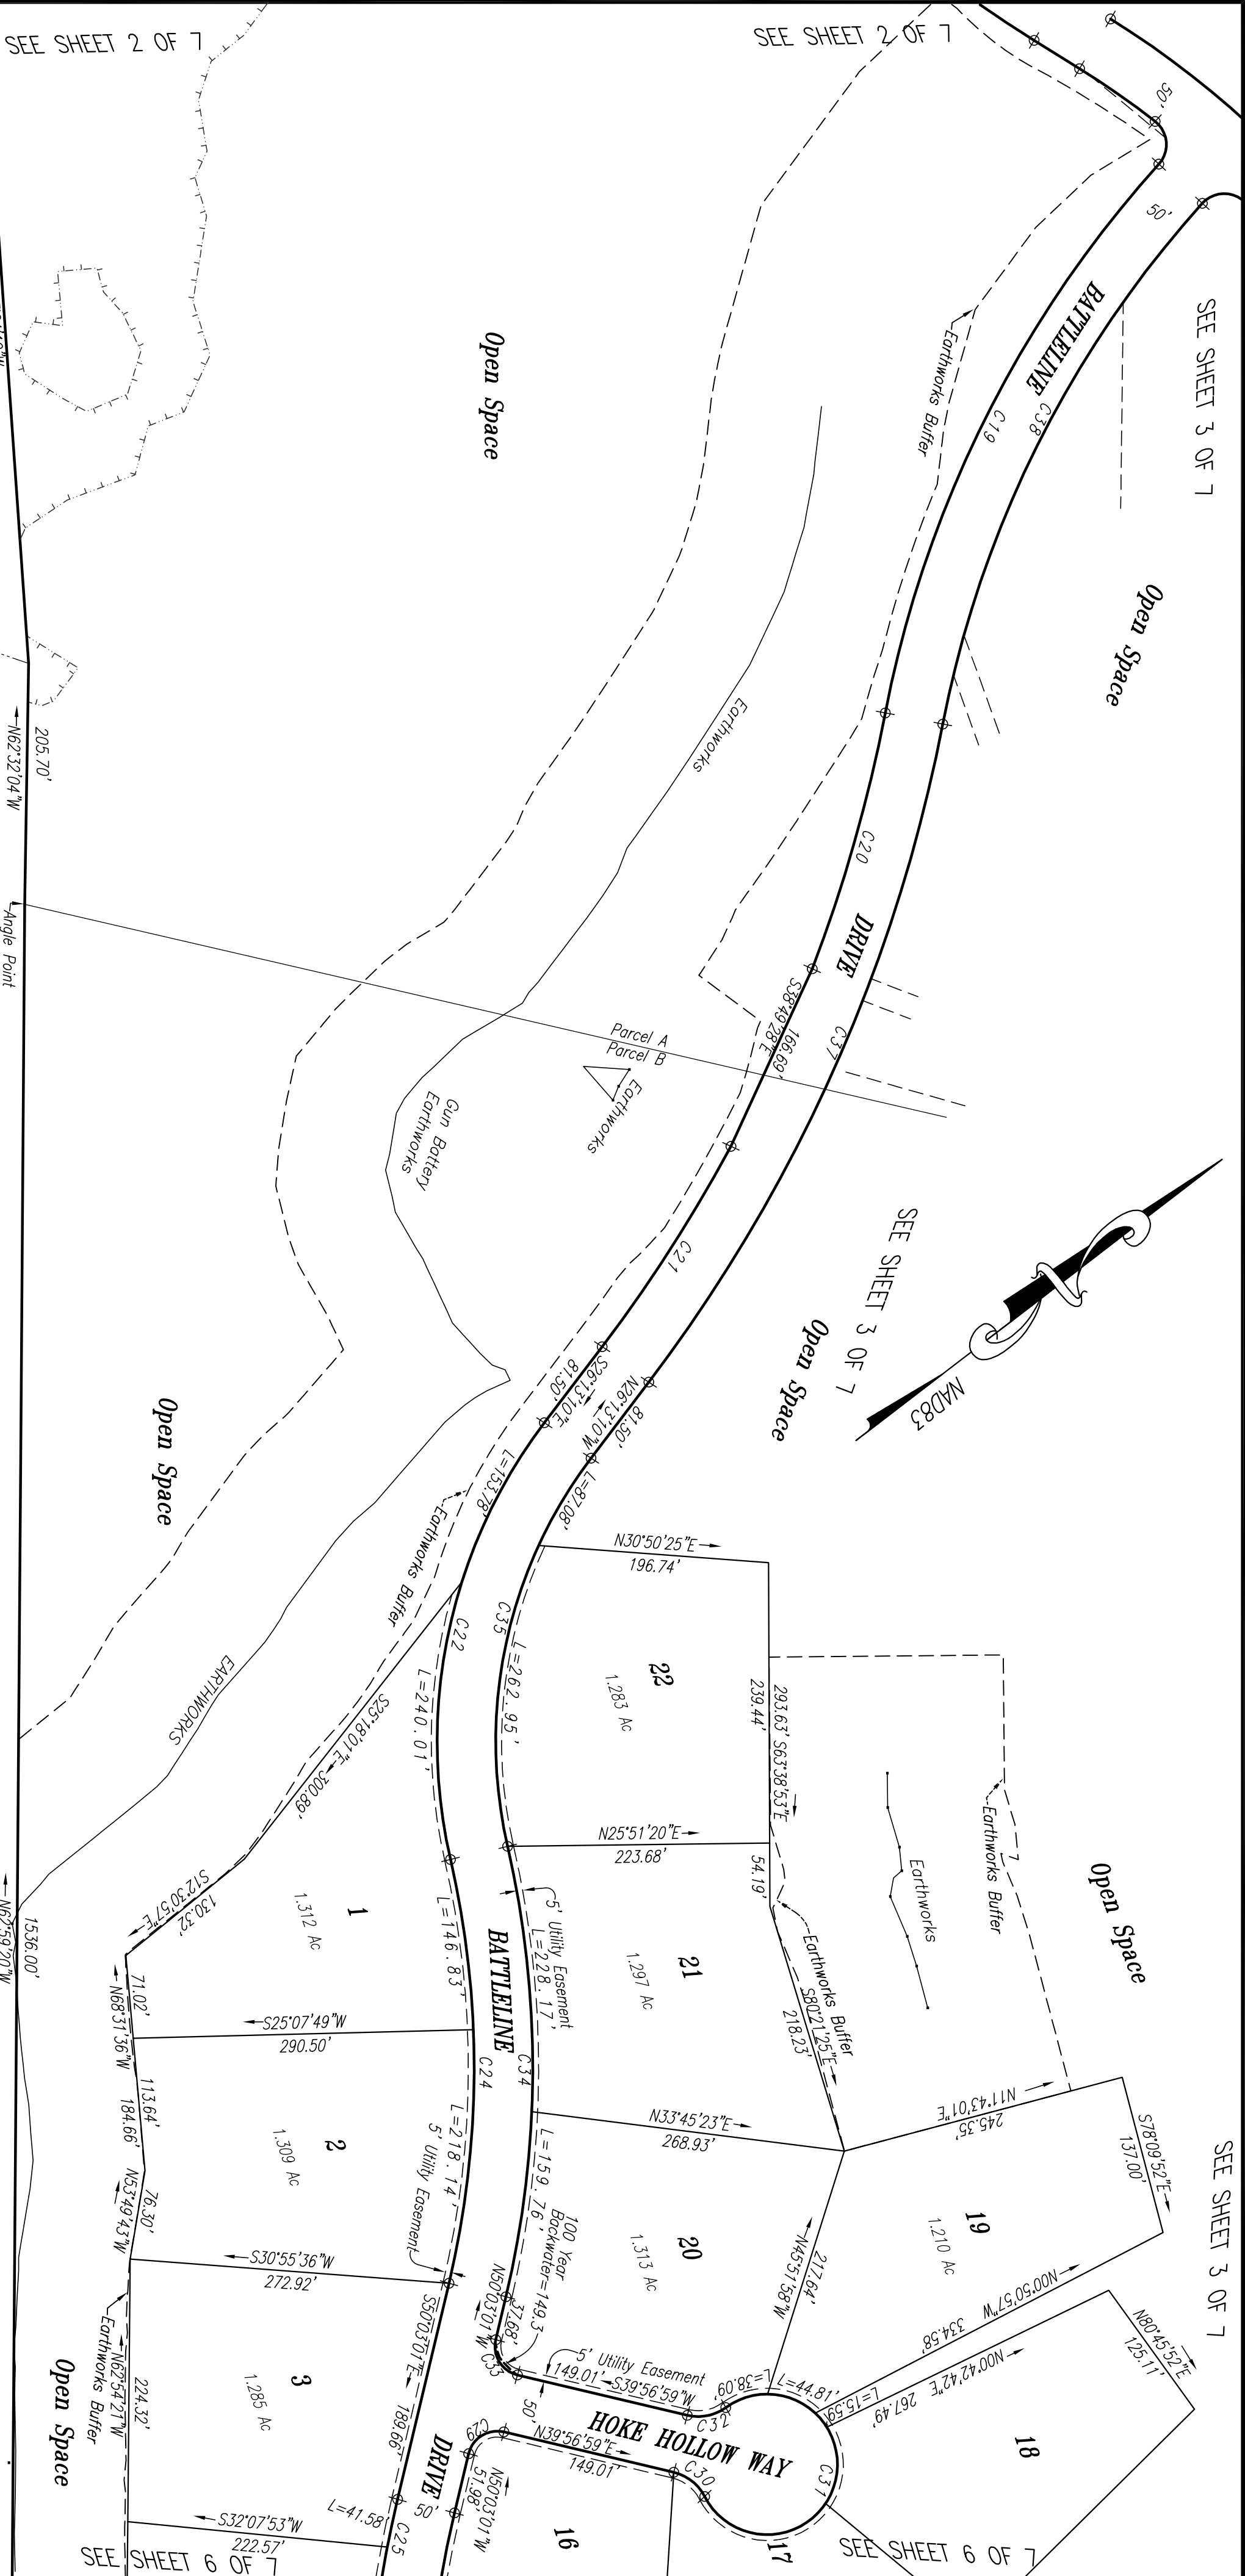 SEE SHEET 2 OF 7
SEE SHEET 2 OF 7
50'
50'
SEE SHEET 3 OF 7
BATTLELINE
C38
C19
Earthworks Buffer
Open Space
Open Space
Earthworks
205.70'
N62°32'04"W
Angle Point
C20
DRIVE
C37
S38°49'28"E
166.69'
Parcel A
Parcel B
Earthworks
Gun Battery
Earthworks
C21
SEE SHEET 3 OF 7
Open Space
NAD83
S26°13'10"E
81.50'
N26°13'10"W
81.50'
L=153.78'
L=87.08'
Open Space
Earthworks Buffer
EARTHWORKS
N30°50'25"E
196.74'
C22
C35
L=262.95'
L=240.01'
22
1.283 Ac
293.63' S63°38'53"E
239.44'
S25°18'01"E
300.89'
N25°51'20"E
223.68'
54.19'
Earthworks Buffer
Earthworks
Open Space
S12°30'57"E
130.32'
1
1.312 Ac
L=146.83'
BATTLELINE
5' Utility Easement
L=228.17'
21
1.297 Ac
Earthworks Buffer
S80°21'25"E
218.23'
1536.00'
N62°59'20"W
71.02'
N68°31'36"W
S25°07'49"W
290.50'
C24
C34
113.64'
184.66'
N33°45'23"E
268.93'
N11°43'01"E
245.35'
S78°09'52"E
137.00'
SEE SHEET 3 OF 7
2
1.309 Ac
L=218.14'
5' Utility Easement
L=159.76'
100 Year
Backwater=149.3
20
1.313 Ac
217.64'
N45°51'58"W
19
1.210 Ac
N53°49'43"W
76.30'
S30°55'36"W
272.92'
Earthworks Buffer
N62°54'21"W
224.32'
3
1.285 Ac
S50°03'01"E
189.66'
N50°03'01"W
37.68'
C33
5' Utility Easement
149.01'
S39°56'59"W
C32
L=38.09'
L=44.81'
L=15.59'
N00°50'57"W
334.58'
N00°42'42"E
267.49'
N80°45'52"E
125.11'
Open Space
50'
HOKE HOLLOW WAY
C29
N39°56'59"E
149.01'
C30
C31
18
DRIVE
50'
N50°03'01"W
51.98'
L=41.58'
C25
S32°07'53"W
222.57'
16
17
SEE SHEET 6 OF 7
SEE SHEET 6 OF 7